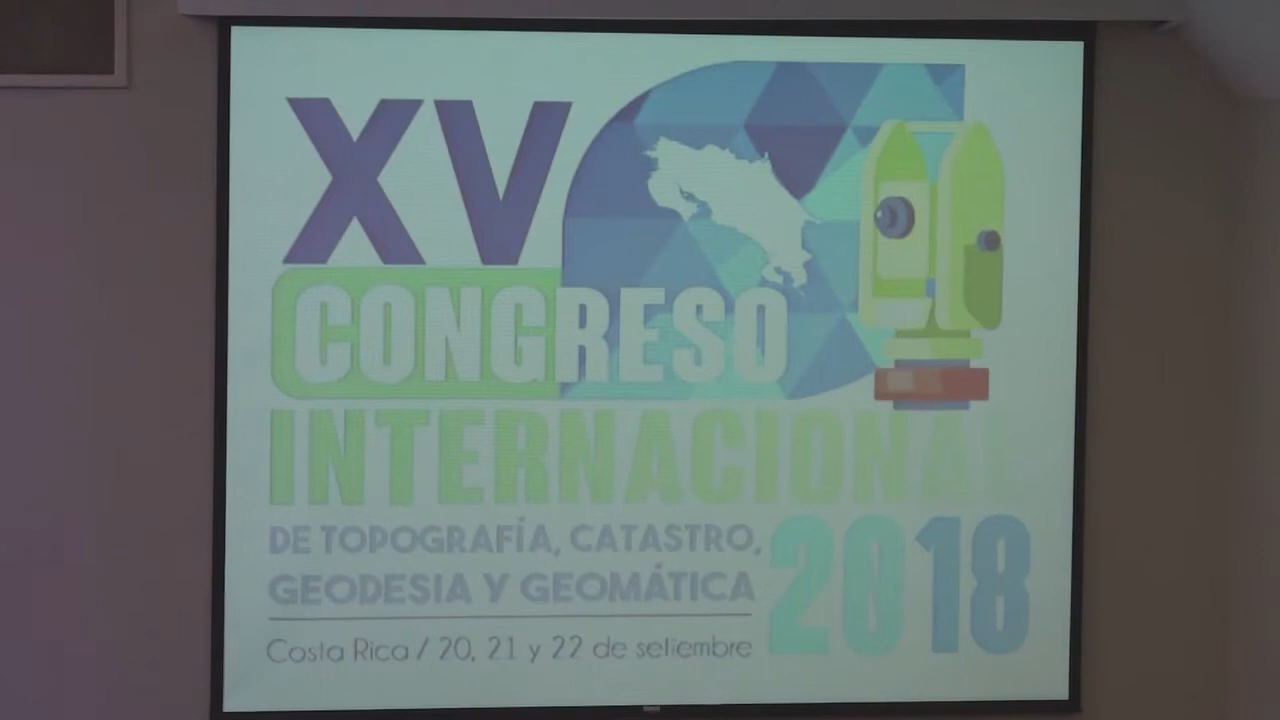 XV
CONGRESO
INTERNACIONAL
DE TOPOGRAFÍA, CATASTRO,
GEODESIA Y GEOMÁTICA
2018
Costa Rica / 20, 21 y 22 de setiembre